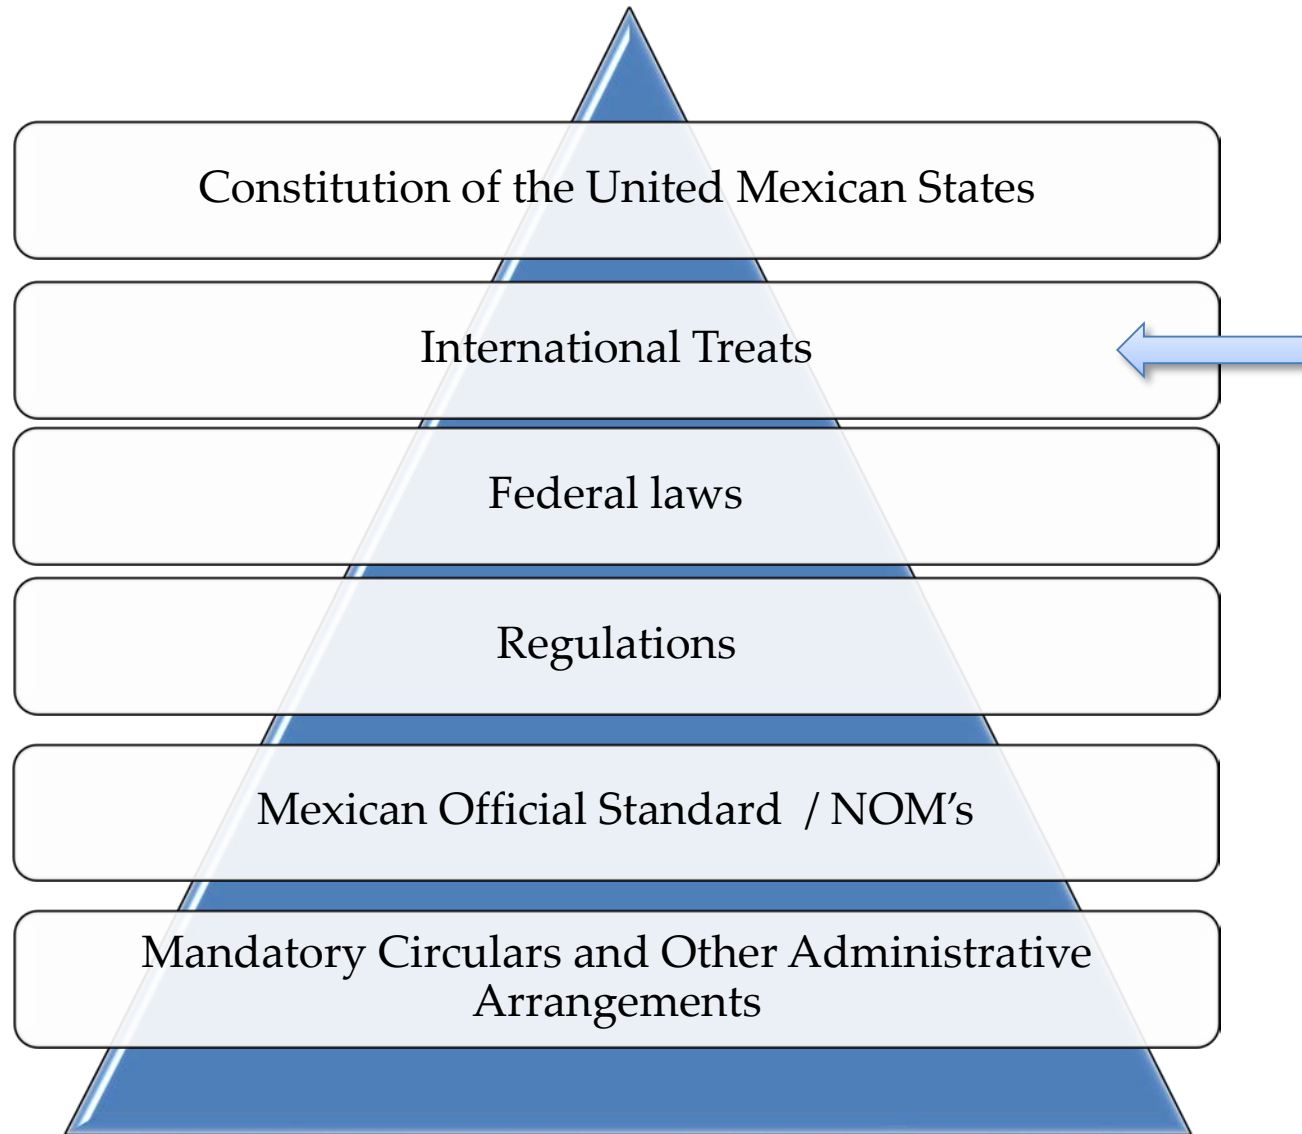 Constitution of the United Mexican States
International Treats
Federal laws
Regulations
Mexican Official Standard / NOM’s
Mandatory Circulars and Other Administrative
Arrangements